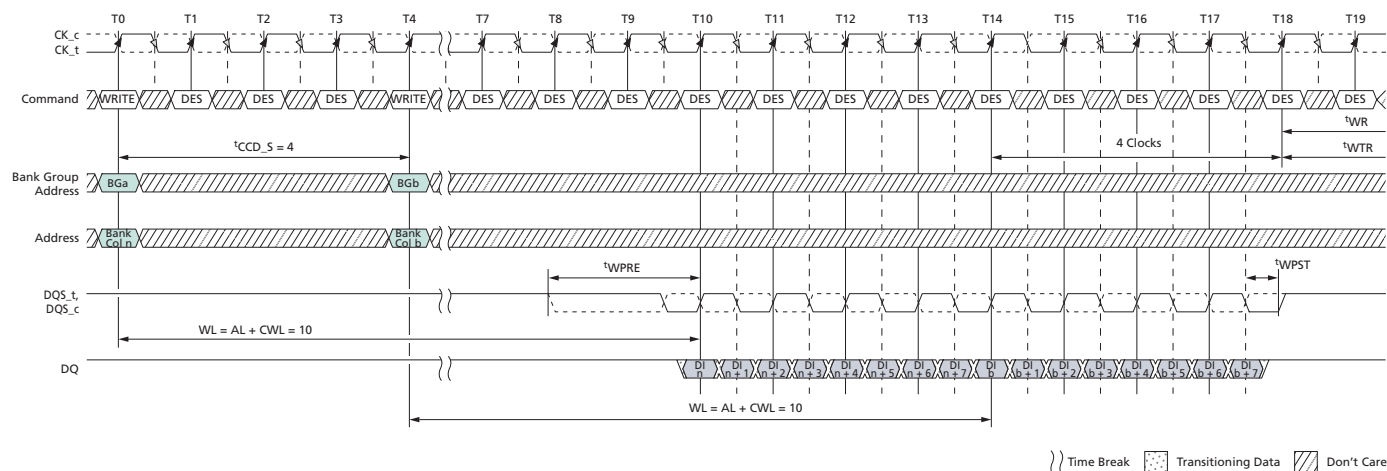 T0 T1 T2 T3 T4 T7 T8 T9 T10 T11 T12 T13 T14 T15 T16 T17 T18 T19
CK_c
CK_t
Command WRITE DES DES DES WRITE DES DES DES DES DES DES DES DES DES DES DES DES DES
tWR
tCCD_S = 4 4 Clocks tWTR
Bank Group Address BGa BGb
Address Bank Col n Bank Col b
tWPRE tWPST
DQS_t,
DQS_c
WL = AL + CWL = 10
DQ DI n DI n + 1 DI n + 2 DI n + 3 DI n + 4 DI n + 5 DI n + 6 DI n + 7 DI b DI b + 1 DI b + 2 DI b + 3 DI b + 4 DI b + 5 DI b + 6 DI b + 7
WL = AL + CWL = 10
Time Break Transitioning Data Don't Care